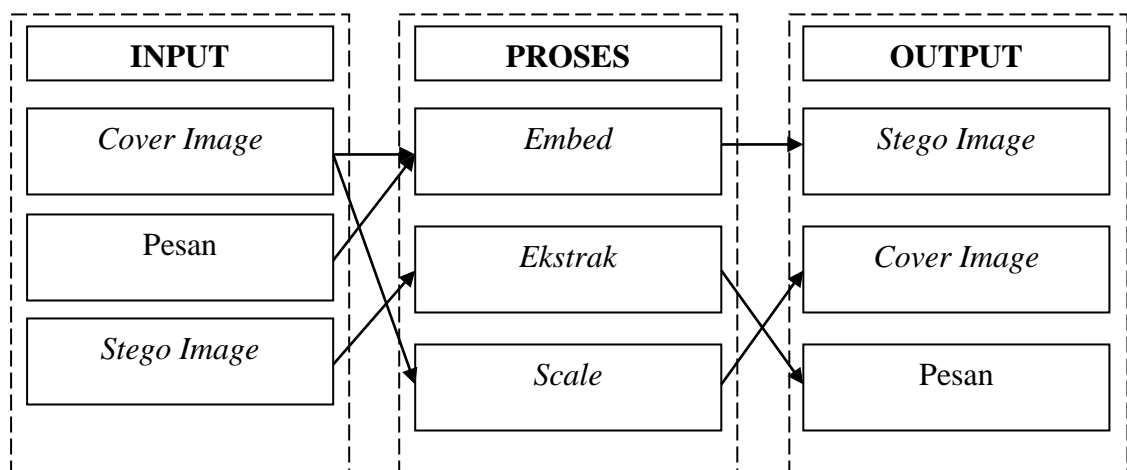 INPUT
Cover Image
Pesan
Stego Image
PROSES
Embed
Ekstrak
Scale
OUTPUT
Stego Image
Cover Image
Pesan